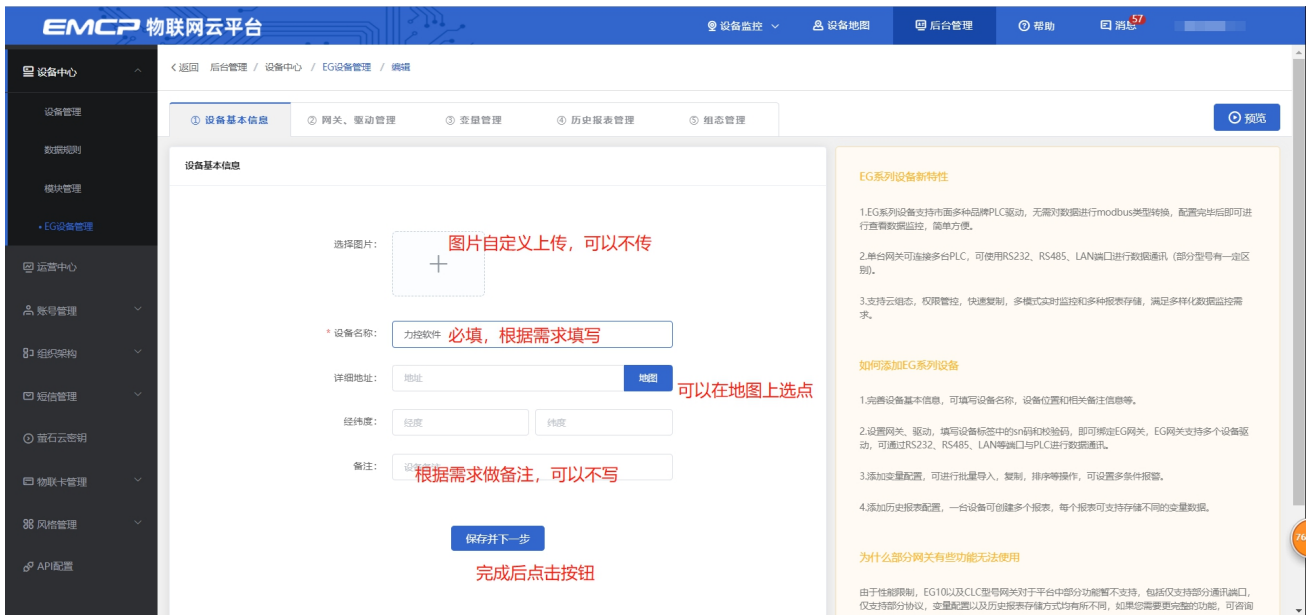 EMCP 物联网云平台
设备监控
设备地图
后台管理
帮助
消息
57
设备中心
设备管理
数据规则
模块管理
• EG设备管理
运营中心
账号管理
组织架构
短信管理
萤石云密钥
物联卡管理
风格管理
API配置
<返回 后台管理 / 设备中心 / EG设备管理 / 编辑
① 设备基本信息
② 网关、驱动管理
③ 变量管理
④ 历史报表管理
⑤ 组态管理
预览
设备基本信息
选择图片:
图片自定义上传，可以不传
* 设备名称:
力控软件
必填，根据需求填写
详细地址:
地址
地图
可以在地图上选点
经纬度:
经度
纬度
备注:
根据需求做备注，可以不写
保存并下一步
完成后点击按钮
EG系列设备新特性
1.EG系列设备支持市面多种品牌PLC驱动，无需对数据进行modbus类型转换，配置完毕后即可进
行查看数据监控，简单方便。
2.单台网关可连接多台PLC，可使用RS232、RS485、LAN端口进行数据通讯（部分型号有一定区
别)。
3.支持云组态，权限管控，快速复制，多模式实时监控和多种报表存储，满足多样化数据监控需
求。
如何添加EG系列设备
1.完善设备基本信息，可填写设备名称，设备位置和相关备注信息等。
2.设置网关、驱动，填写设备标签中的sn码和校验码，即可绑定EG网关，EG网关支持多个设备驱
动，可通过RS232、RS485、LAN等端口与PLC进行数据通讯。
3.添加变量配置，可进行批量导入，复制，排序等操作，可设置多条件报警。
4.添加历史报表配置，一台设备可创建多个报表，每个报表可支持存储不同的变量数据。
为什么部分网关有些功能无法使用
由于性能限制，EG10以及CLC型号网关对于平台中部分功能暂不支持，包括仅支持部分通讯端口，
仅支持部分协议，变量配置以及历史报表存储方式均有所不同，如果您需要更完整的功能，可咨询
76